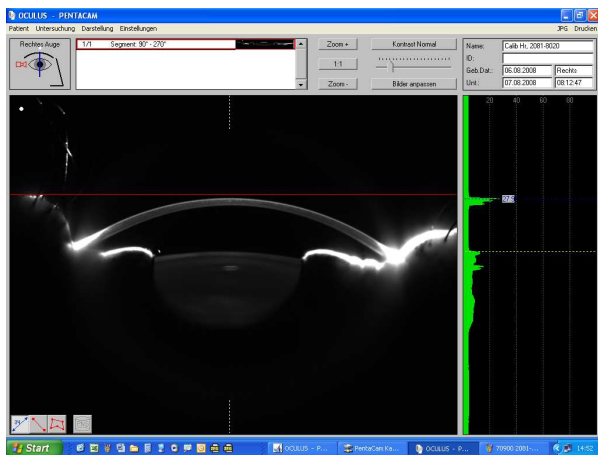 OCULUS - PENTACAM
Patient Untersuchung Darstellung Einstellungen JPG Drucken
Rechtes Auge
1/1 Segment: 90° - 270°
Zoom +
1:1
Zoom -
Kontrast Normal
Bilder anpassen
Name: Calib Hr, 2081-8020
ID:
Geb.Dat.: 06.08.2008 Rechts
Unt.: 07.08.2008 08:12:47
20 40 60 80
27.9
Start
OCULUS - P...
PentaCam Ka...
OCULUS - P...
70900 2081-...
14:52